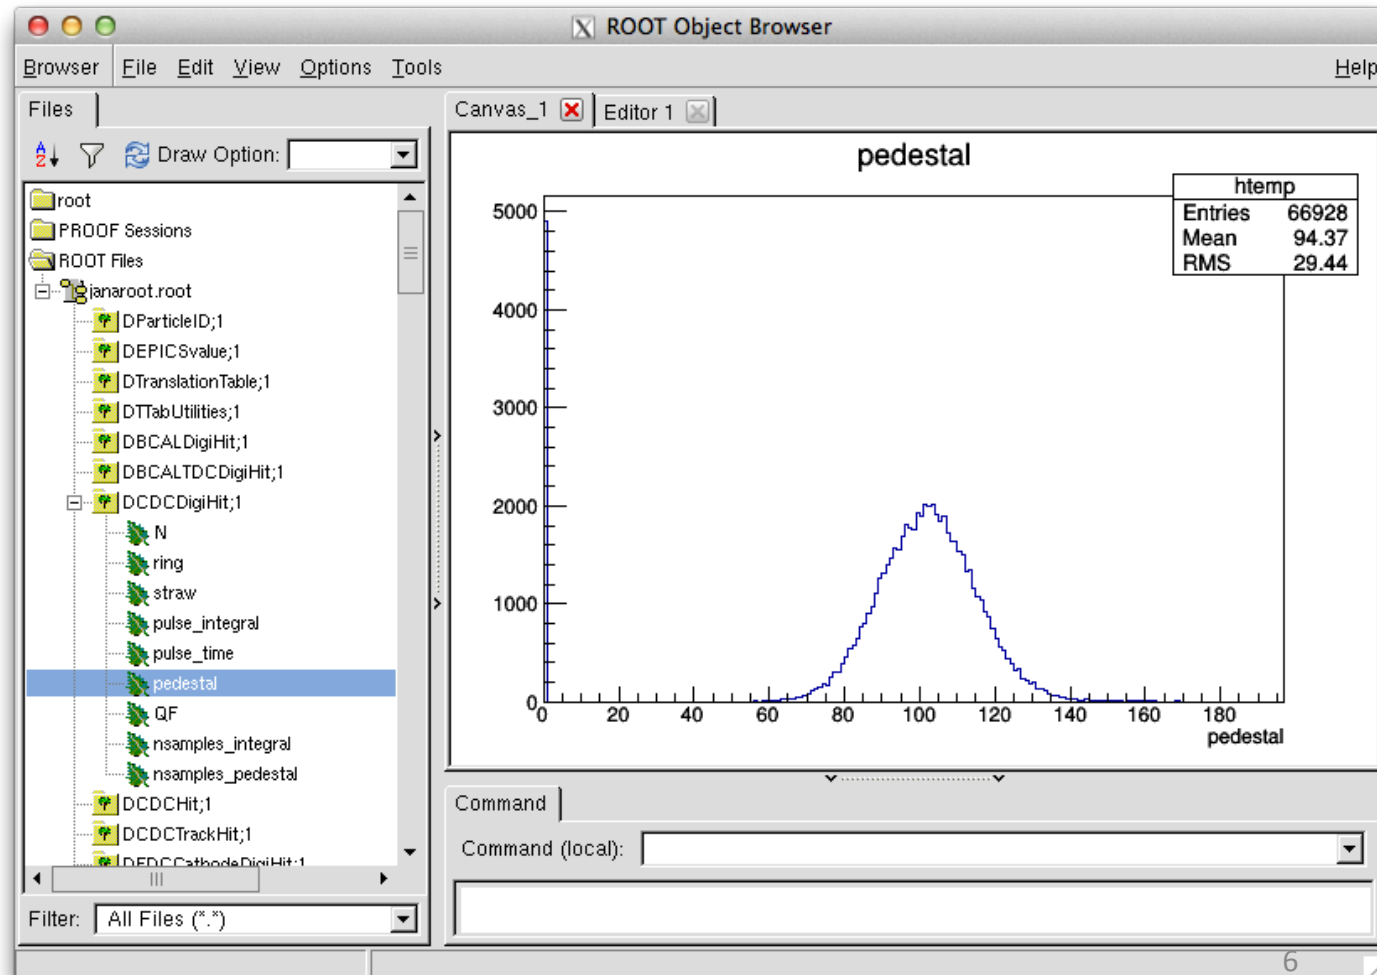 ROOT Object Browser
Browser File Edit View Options Tools Help
Files
Draw Option:
root
PROOF Sessions
ROOT Files
janaroot.root
DParticleID;1
DEPICSvalue;1
DTranslationTable;1
DTTabUtilities;1
DBCALDigiHit;1
DBCALTDCDigiHit;1
DCDCDigiHit;1
N
ring
straw
pulse_integral
pulse_time
pedestal
QF
nsamples_integral
nsamples_pedestal
DCDCHit;1
DCDCTrackHit;1
DFDCCathodeDigiHit;1
Filter: All Files (*.*)
Canvas_1 Editor 1
pedestal
htemp
Entries 66928
Mean 94.37
RMS 29.44
5000
4000
3000
2000
1000
0
0 20 40 60 80 100 120 140 160 180
pedestal
Command
Command (local):
6